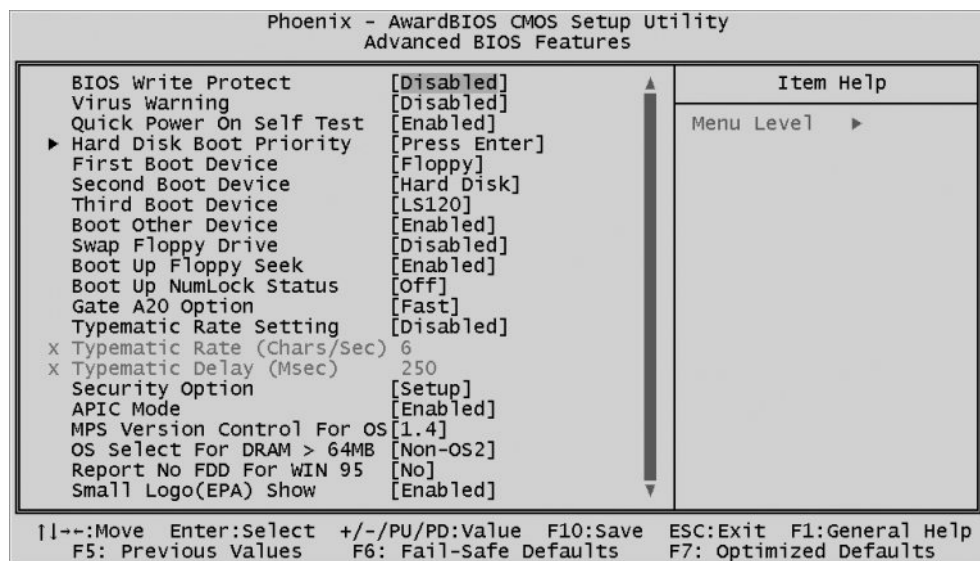 Phoenix - AwardBIOS CMOS Setup Utility
Advanced BIOS Features
BIOS Write Protect [Disabled]
Virus Warning [Disabled]
Quick Power On Self Test [Enabled]
▶ Hard Disk Boot Priority [Press Enter]
First Boot Device [Floppy]
Second Boot Device [Hard Disk]
Third Boot Device [LS120]
Boot Other Device [Enabled]
Swap Floppy Drive [Disabled]
Boot Up Floppy Seek [Enabled]
Boot Up NumLock Status [Off]
Gate A20 Option [Fast]
Typematic Rate Setting [Disabled]
x Typematic Rate (Chars/Sec) 6
x Typematic Delay (Msec) 250
Security Option [Setup]
APIC Mode [Enabled]
MPS Version Control For OS[1.4]
OS Select For DRAM > 64MB [Non-OS2]
Report No FDD For WIN 95 [No]
Small Logo(EPA) Show [Enabled]
Item Help
Menu Level ▶
↑↓→←:Move Enter:Select +/-/PU/PD:Value F10:Save ESC:Exit F1:General Help
F5: Previous Values F6: Fail-Safe Defaults F7: Optimized Defaults